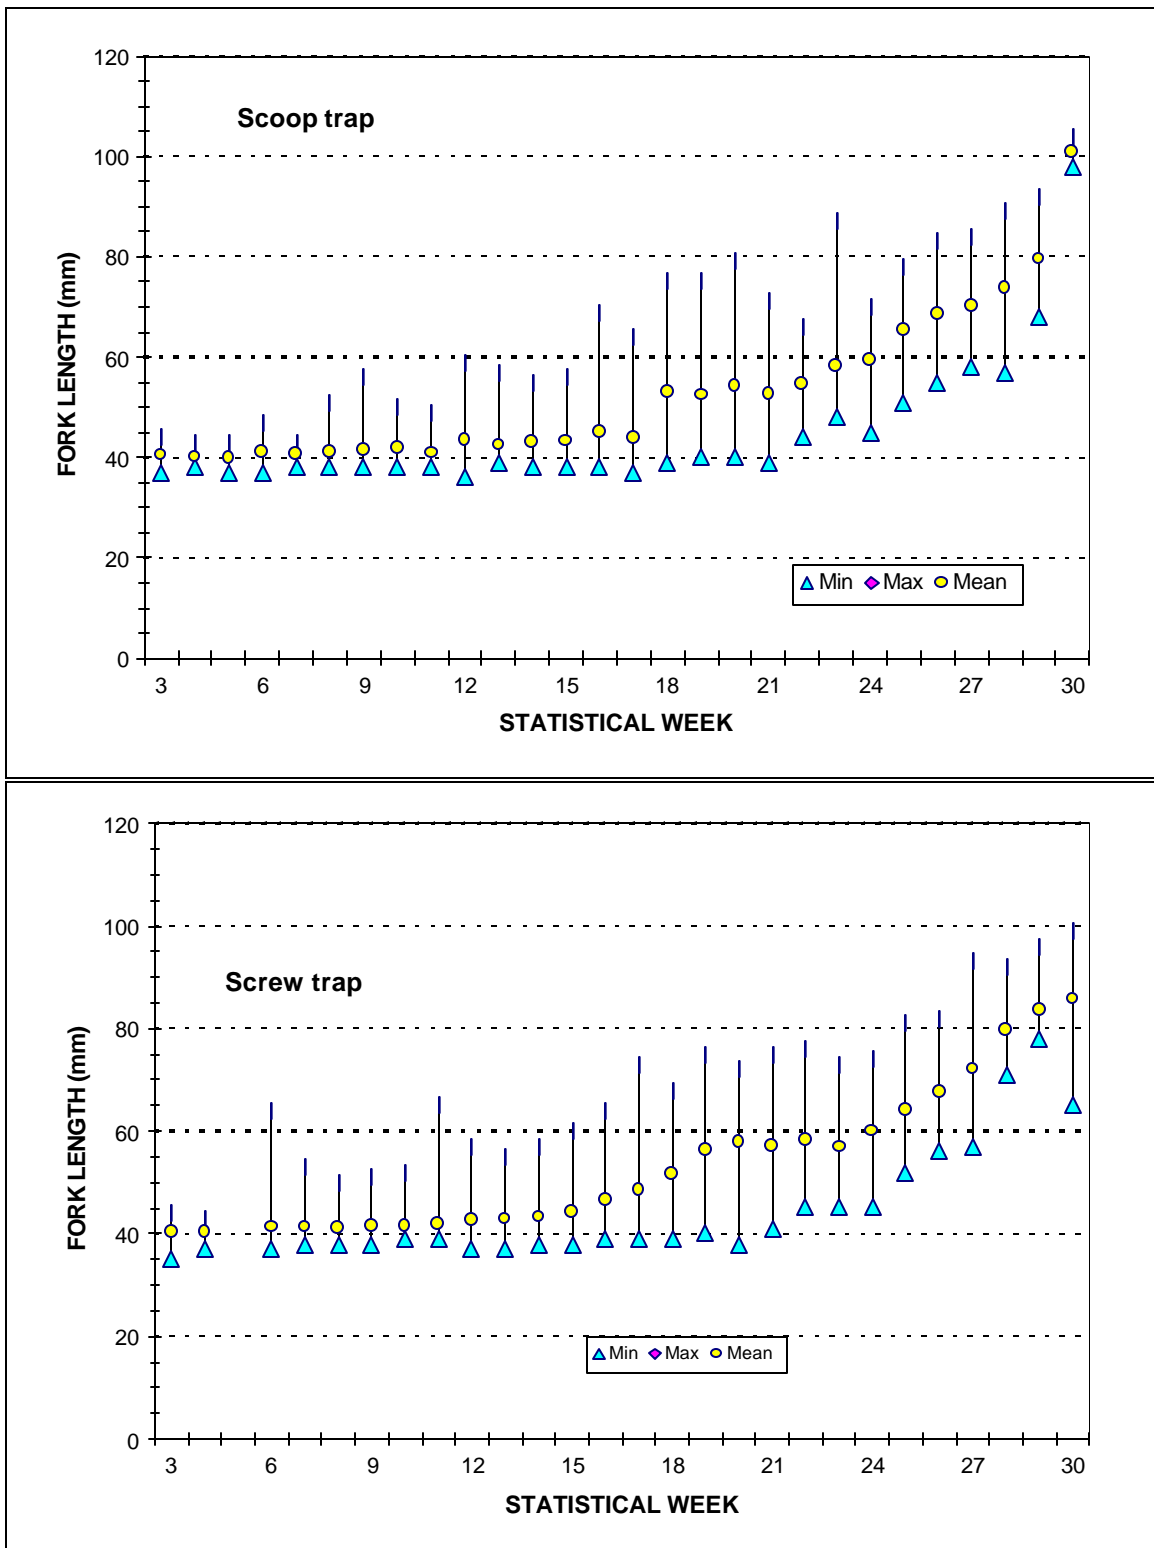 120
Scoop trap
100
80
FORK LENGTH (mm)
60
40
20
Min Max Mean
0
3 6 9 12 15 18 21 24 27 30
STATISTICAL WEEK
120
100
Screw trap
80
FORK LENGTH (mm)
60
40
20
Min Max Mean
0
3 6 9 12 15 18 21 24 27 30
STATISTICAL WEEK